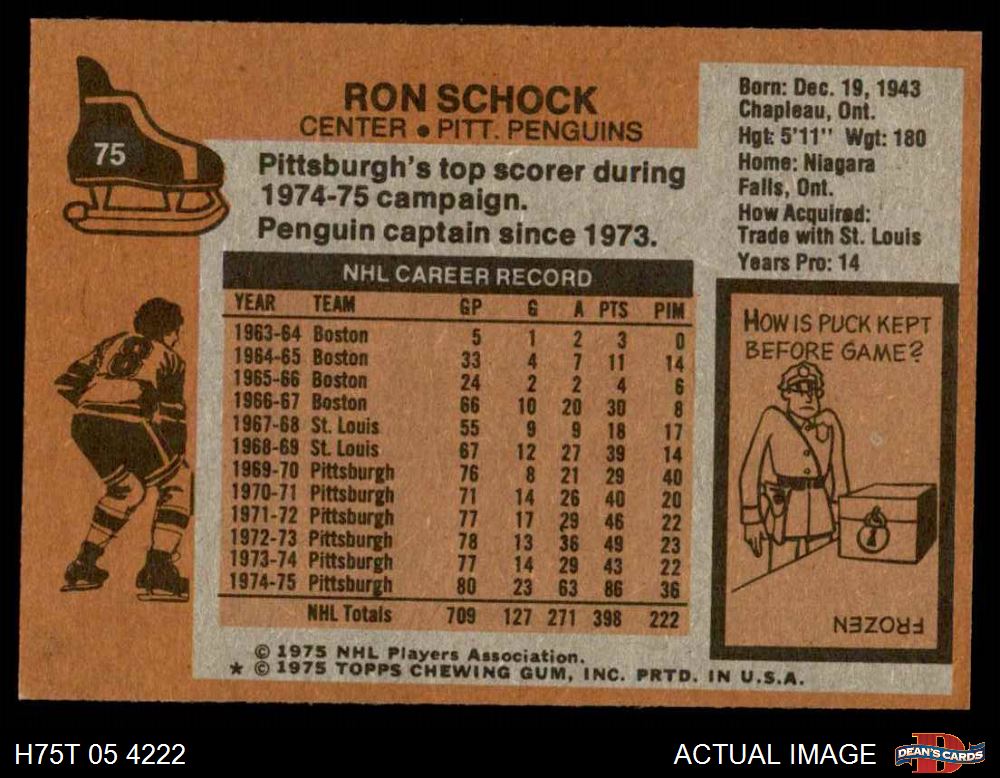 75
RON SCHOCK
CENTER • PITT. PENGUINS
Pittsburgh's top scorer during
1974-75 campaign.
Penguin captain since 1973.
Born: Dec. 19, 1943
Chapleau, Ont.
Hgt: 5'11" Wgt: 180
Home: Niagara
Falls, Ont.
How Acquired:
Trade with St. Louis
Years Pro: 14
NHL CAREER RECORD
YEAR TEAM GP G A PTS PIM
1963-64 Boston 5 1 2 3 0
1964-65 Boston 33 4 7 11 14
1965-66 Boston 24 2 2 4 6
1966-67 Boston 66 10 20 30 8
1967-68 St. Louis 55 9 9 18 17
1968-69 St. Louis 67 12 27 39 14
1969-70 Pittsburgh 76 8 21 29 40
1970-71 Pittsburgh 71 14 26 40 20
1971-72 Pittsburgh 77 17 29 46 22
1972-73 Pittsburgh 78 13 36 49 23
1973-74 Pittsburgh 77 14 29 43 22
1974-75 Pittsburgh 80 23 63 86 36
NHL Totals 709 127 271 398 222
8
HOW IS PUCK KEPT
BEFORE GAME?
FROZEN
© 1975 NHL Players Association.
* © 1975 TOPPS CHEWING GUM, INC. PRTD. IN U.S.A.
H75T 05 4222
ACTUAL IMAGE
D
DEAN'S CARDS